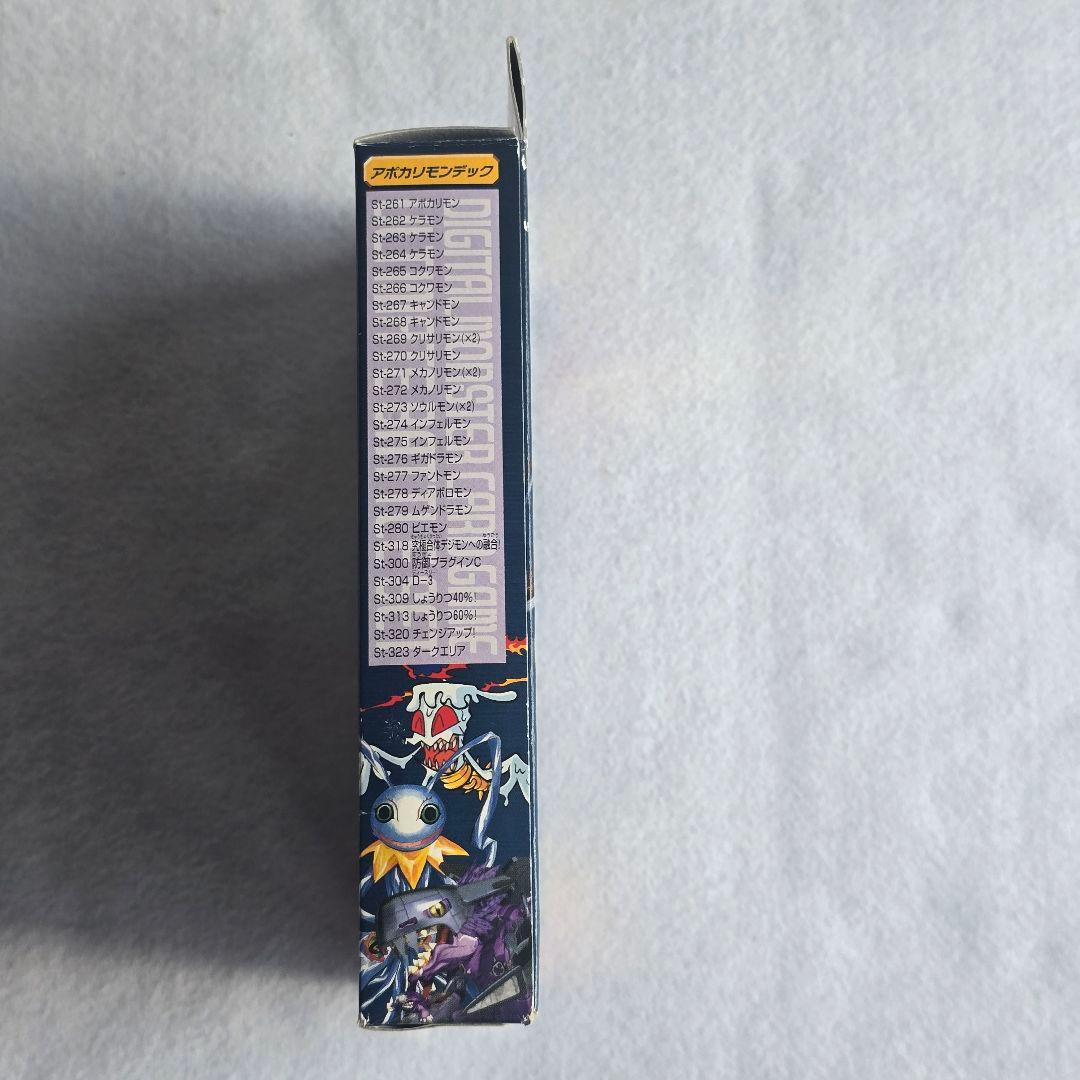 アポカリモンデック
St-261 アポカリモン
St-262 ケラモン
St-263 ケラモン
St-264 ケラモン
St-265 コクワモン
St-266 コクワモン
St-267 キャンドモン
St-268 キャンドモン
St-269 クリサリモン(×2)
St-270 クリサリモン
St-271 メカノリモン(×2)
St-272 メカノリモン
St-273 ソウルモン(×2)
St-274 インフェルモン
St-275 インフェルモン
St-276 ギガドラモン
St-277 ファントモン
St-278 ディアボロモン
St-279 ムゲンドラモン
St-280 ピエモン
St-318 究極合体デジモンへの融合!
St-300 防御プラグインC
St-304 D-3
St-309 しょうりつ40%!
St-313 しょうりつ60%!
St-320 チェンジアップ!
St-323 ダークエリア
DIGITAL MONSTER CARD GAME